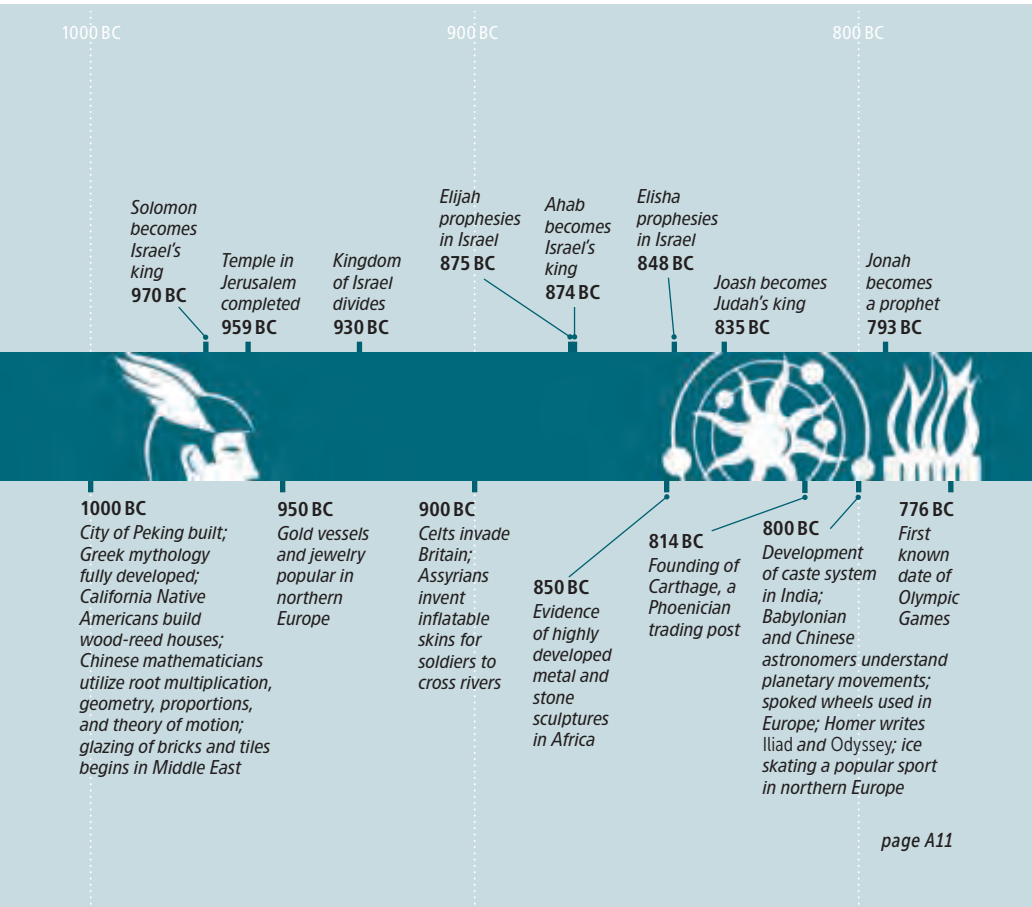 1000 BC
900 BC
800 BC
Solomon
becomes
Israel's
king
970 BC
Temple in
Jerusalem
completed
959 BC
Kingdom
of Israel
divides
930 BC
Elijah
prophesies
in Israel
875 BC
Ahab
becomes
Israel's
king
874 BC
Elisha
prophesies
in Israel
848 BC
Joash becomes
Judah's king
835 BC
Jonah
becomes
a prophet
793 BC
1000 BC
City of Peking built;
Greek mythology
fully developed;
California Native
Americans build
wood-reed houses;
Chinese mathematicians
utilize root multiplication,
geometry, proportions,
and theory of motion;
glazing of bricks and tiles
begins in Middle East
950 BC
Gold vessels
and jewelry
popular in
northern
Europe
900 BC
Celts invade
Britain;
Assyrians
invent
inflatable
skins for
soldiers to
cross rivers
850 BC
Evidence
of highly
developed
metal and
stone
sculptures
in Africa
814 BC
Founding of
Carthage, a
Phoenician
trading post
800 BC
Development
of caste system
in India;
Babylonian
and Chinese
astronomers understand
planetary movements;
spoked wheels used in
Europe; Homer writes
Iliad and Odyssey; ice
skating a popular sport
in northern Europe
776 BC
First
known
date of
Olympic
Games
page A11